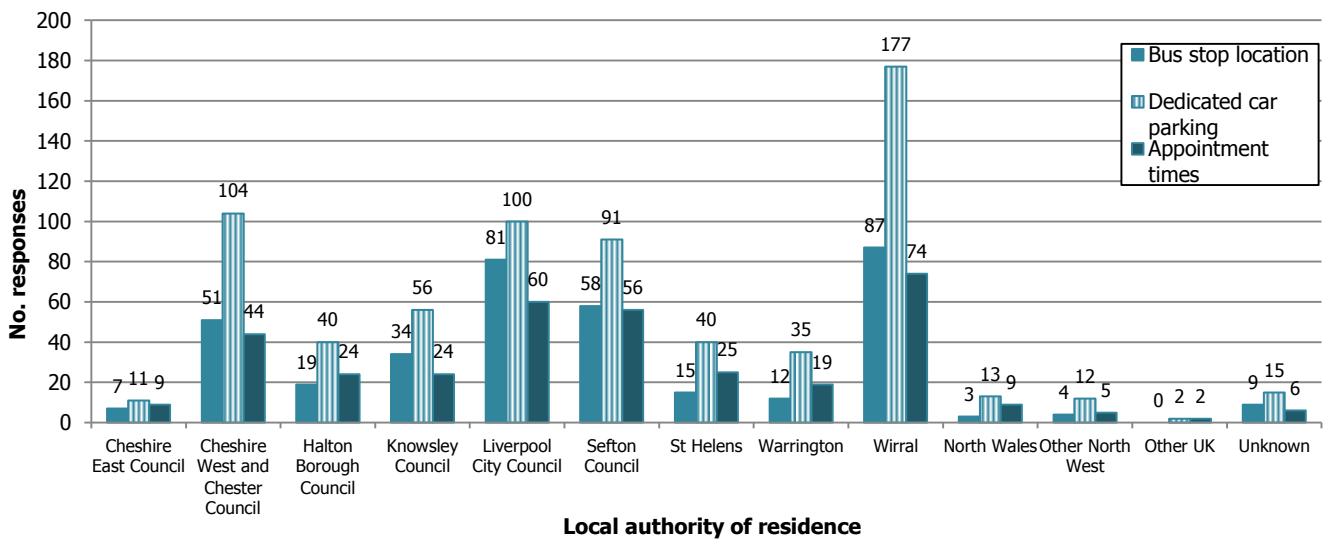 200
180
160
140
120
100
80
60
40
20
0
No. responses
Bus stop location
Dedicated car
parking
Appointment
times
7 11 9
51 104 44
19 40 24
34 56 24
81 100 60
58 91 56
15 40 25
12 35 19
87 177 74
3 13 9
4 12 5
0 2 2
9 15 6
Cheshire
East Council
Cheshire
West and
Chester
Council
Halton
Borough
Council
Knowsley
Council
Liverpool
City Council
Sefton
Council
St Helens
Warrington
Wirral
North Wales
Other North
West
Other UK
Unknown
Local authority of residence